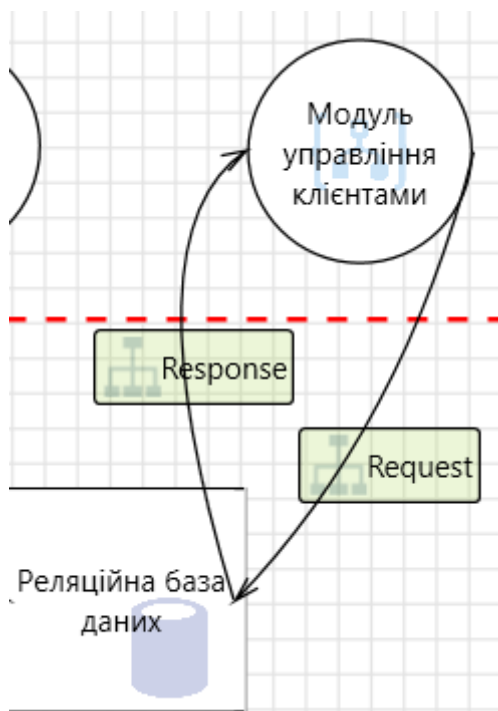 Модуль
управління
клієнтами
Response
Request
Реляційна база
даних